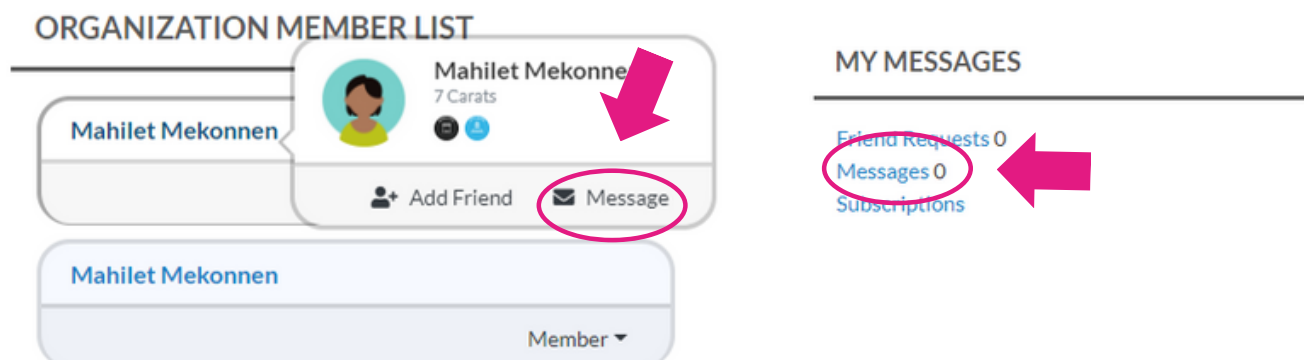 ORGANIZATION MEMBER LIST
Mahilet Mekonnen
Mahilet Mekonne
7 Carats
Add Friend
Message
Mahilet Mekonnen
Member
MY MESSAGES
Friend Requests 0
Messages 0
Subscriptions